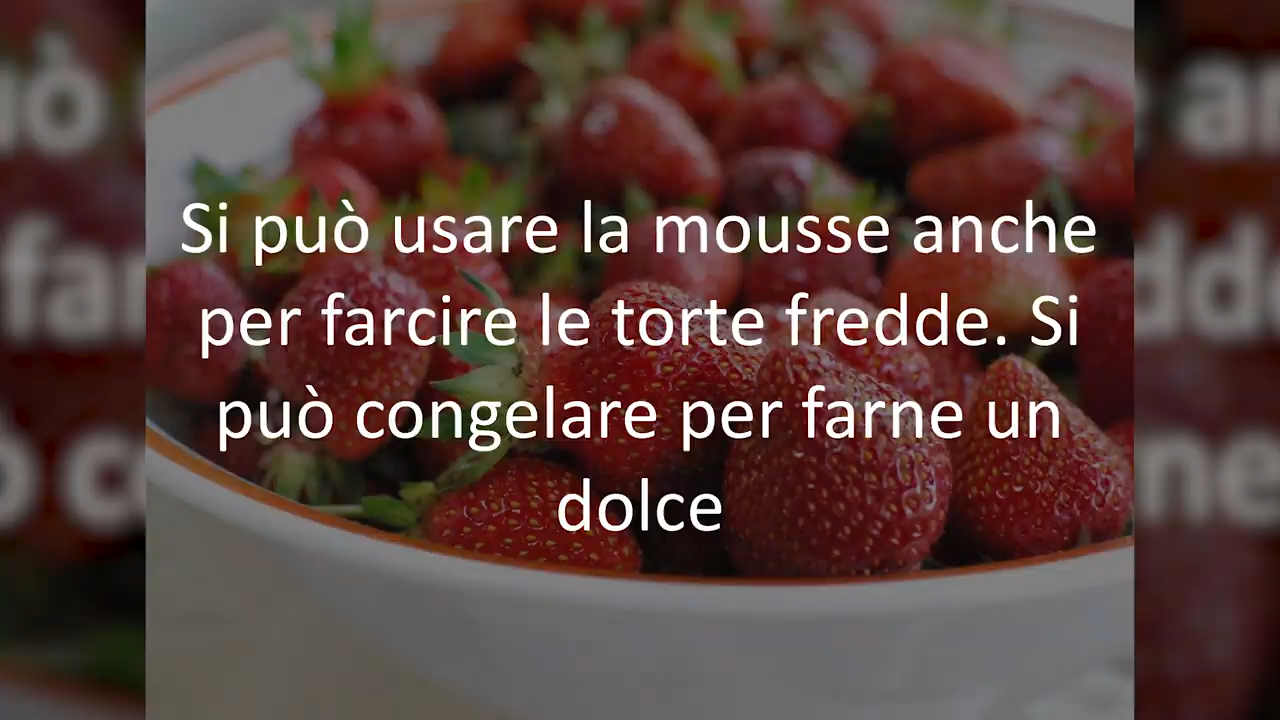 Si può usare la mousse anche
per farcire le torte fredde. Si
può congelare per farne un
dolce